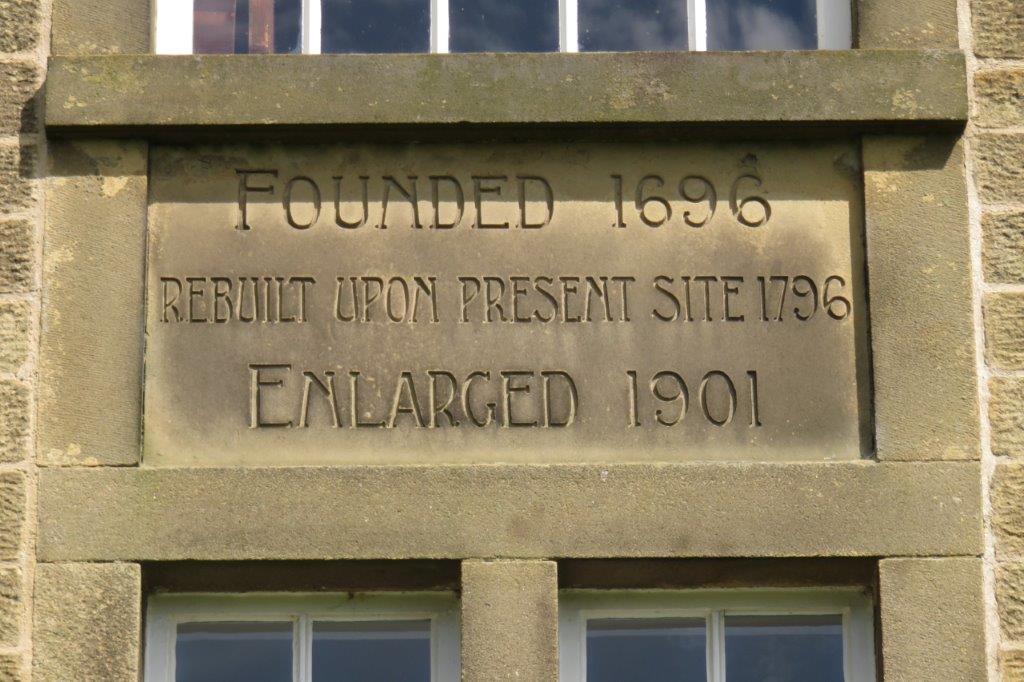 FOUNDED 1696
REBUILT UPON PRESENT SITE 1796
ENLARGED 1901